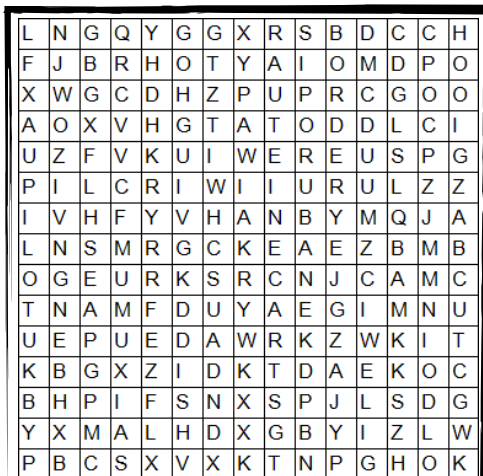 L N G Q Y G G X R S B D C C H
F J B R H O T Y A I O M D P O
X W G C D H Z P U P R C G O O
A O X V H G T A T O D D L C I
U Z F V K U I W E R E U S P G
P I L C R I W I I U R U L Z Z
I V H F Y V H A N B Y M Q J A
L N S M R G C K E A E Z B M B
O G E U R K S R C N J C A M C
T N A M F D U Y A E G I M N U
U E P U E D A W R K Z W K I T
K B G X Z I D K T D A E K O C
B H P I F S N X S P J L S D G
Y X M A L H D X G B Y I Z L W
P B C S X V X K T N P G H O K